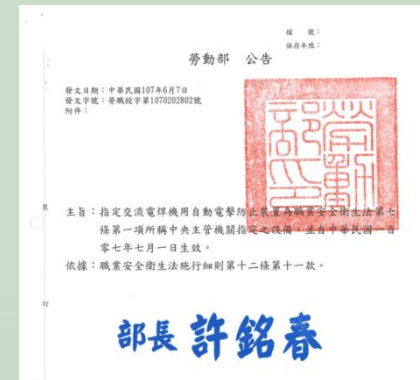 檔　號：
保存年限：
勞動部　公告
發文日期：中華民國107年6月7日
發文字號：勞職授字第1070202802號
附件：
勞動部印
主旨：指定交流電焊機用自動電擊防止裝置為職業安全衛生法第七
條第一項所稱中央主管機關指定之設備，並自中華民國一百
零七年七月一日生效。
依據：職業安全衛生法施行細則第十二條第十一款。
訂
部長 許銘春